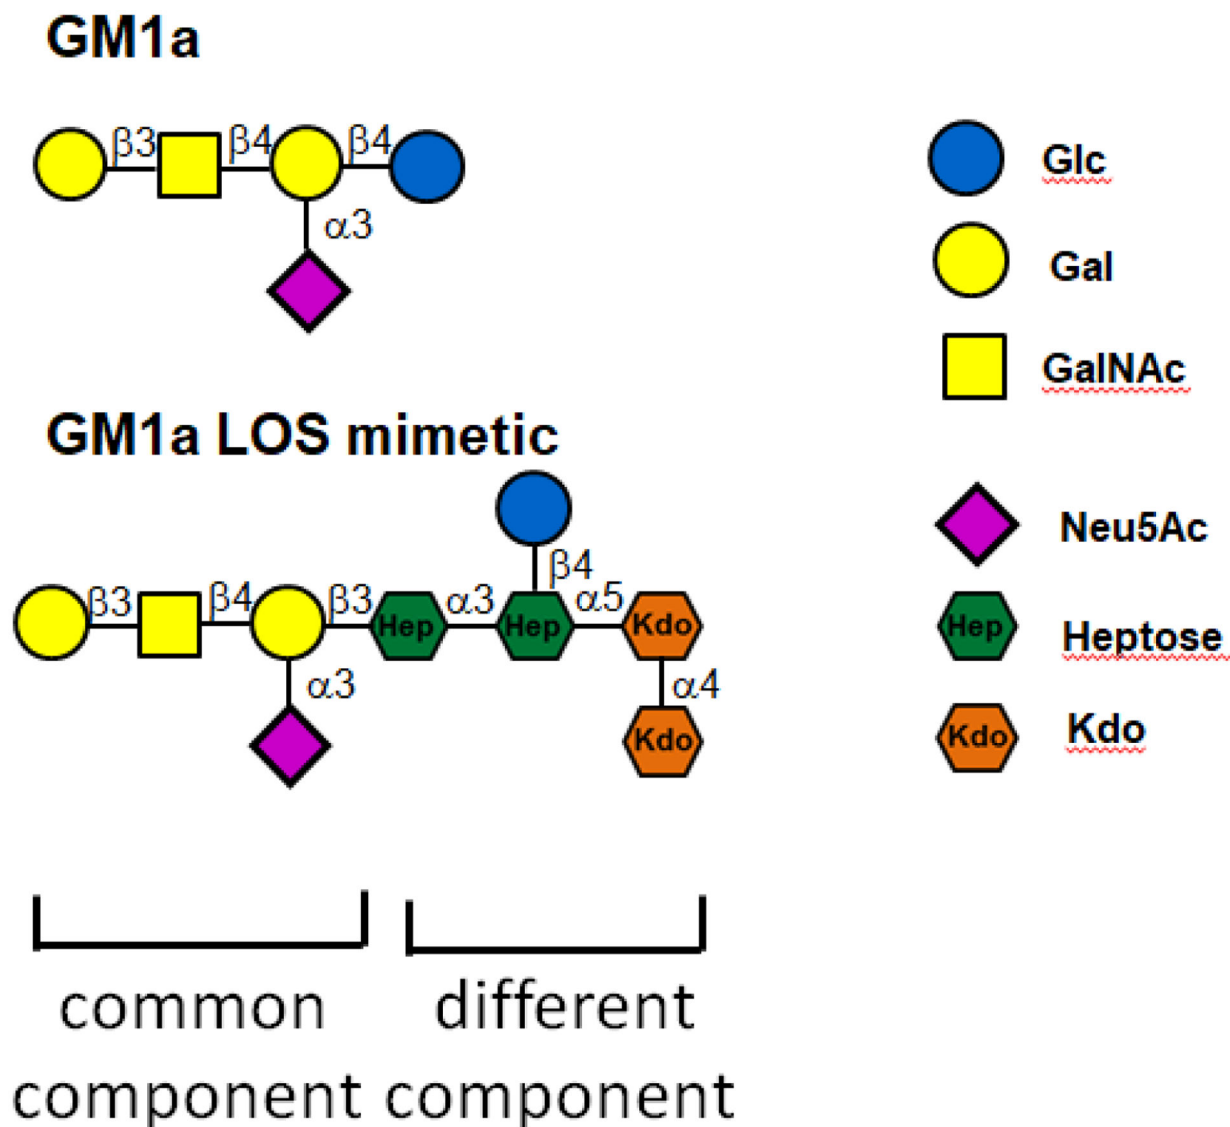 GM1a
β3 β4 β4
α3
Glc
Gal
GalNAc
GM1a LOS mimetic
β4
β3 β4 β3 Hep α3 Hep α5 Kdo
α3 α4
Kdo
Neu5Ac
Hep Heptose
Kdo Kdo
common different
component component